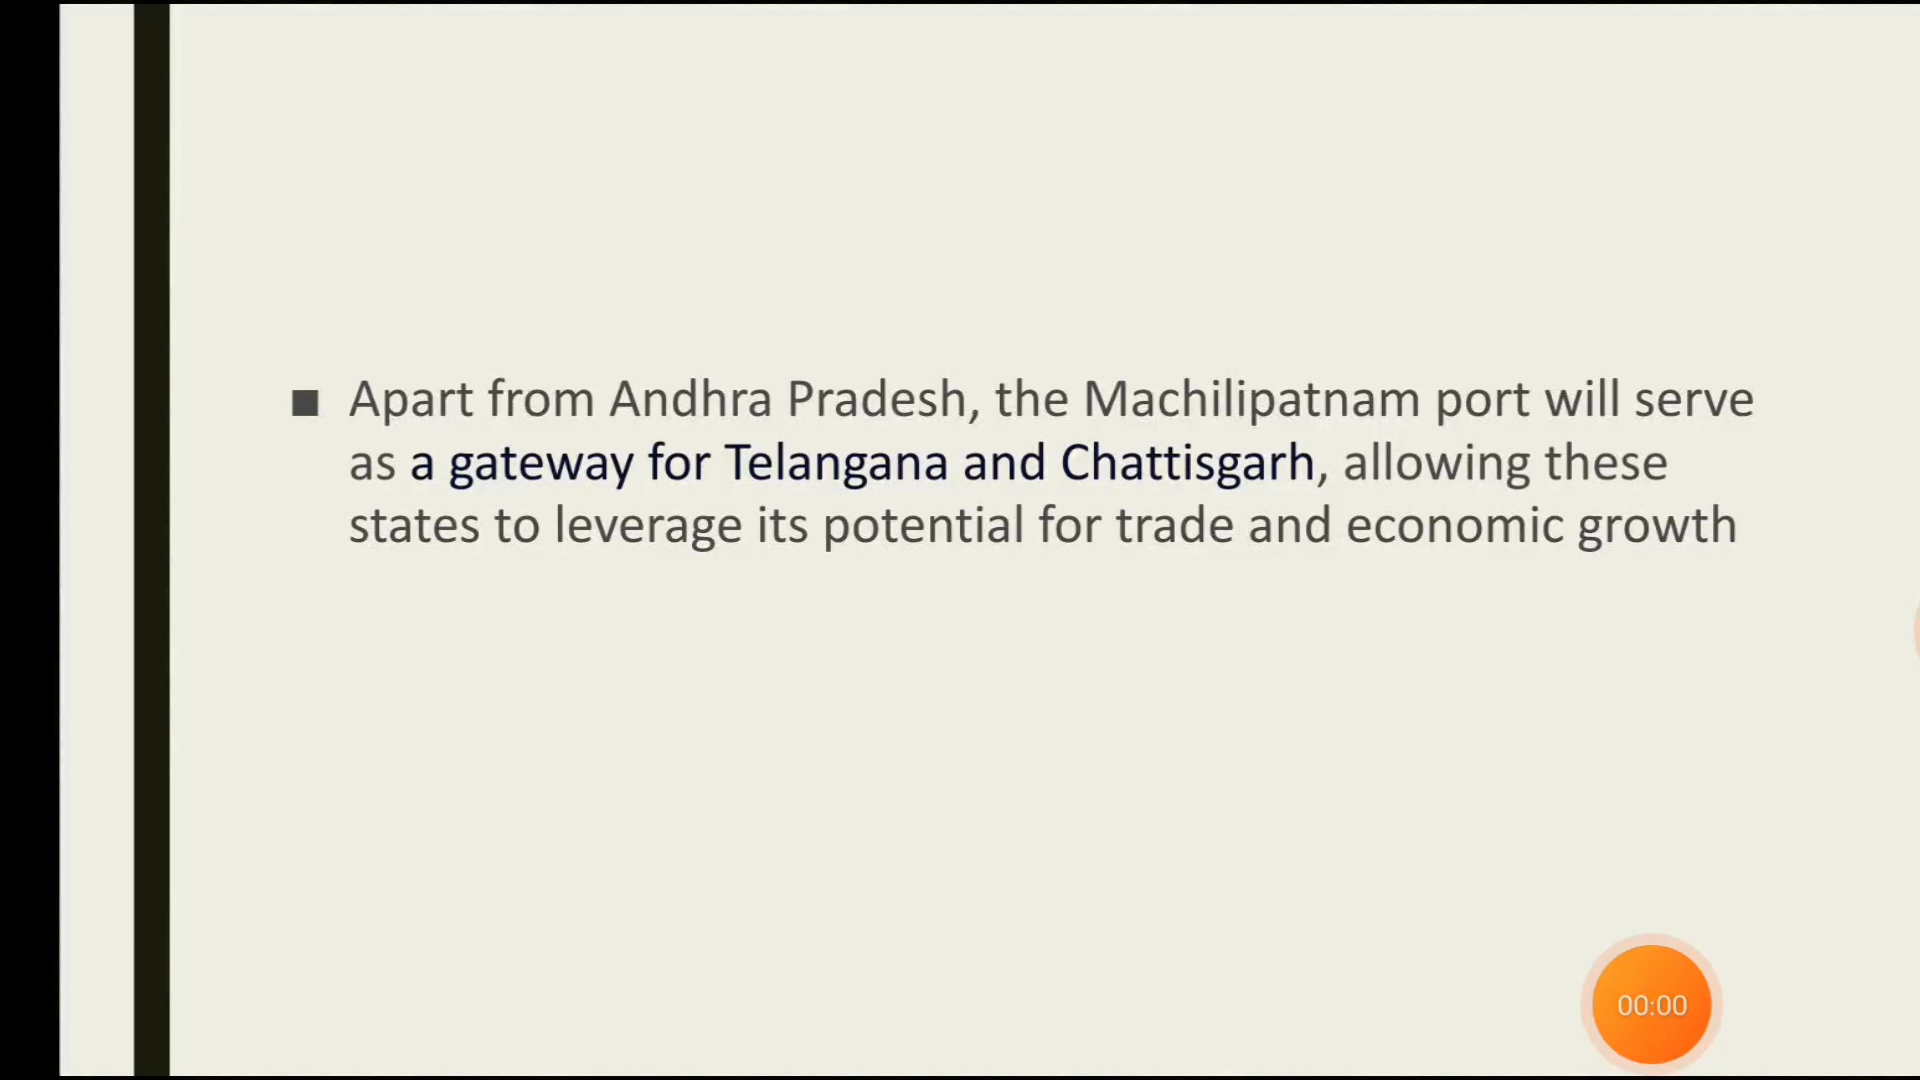 ■ Apart from Andhra Pradesh, the Machilipatnam port will serve
as a gateway for Telangana and Chattisgarh, allowing these
states to leverage its potential for trade and economic growth
00:00